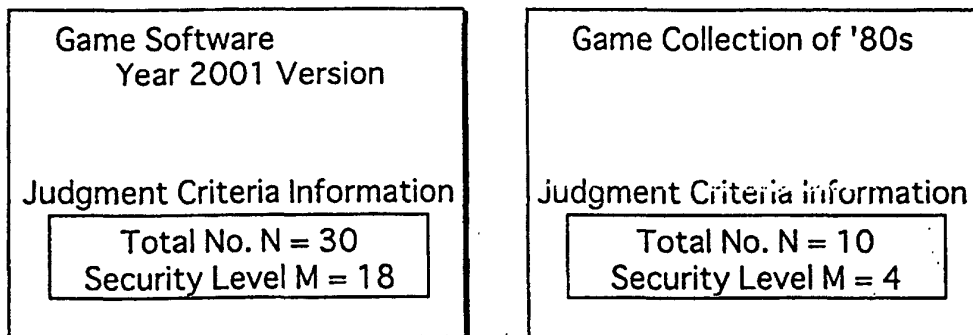 Game Software
Year 2001 Version
Judgment Criteria Information
Total No. N = 30
Security Level M = 18
Game Collection of '80s
judgment Criteria information
Total No. N = 10
Security Level M = 4